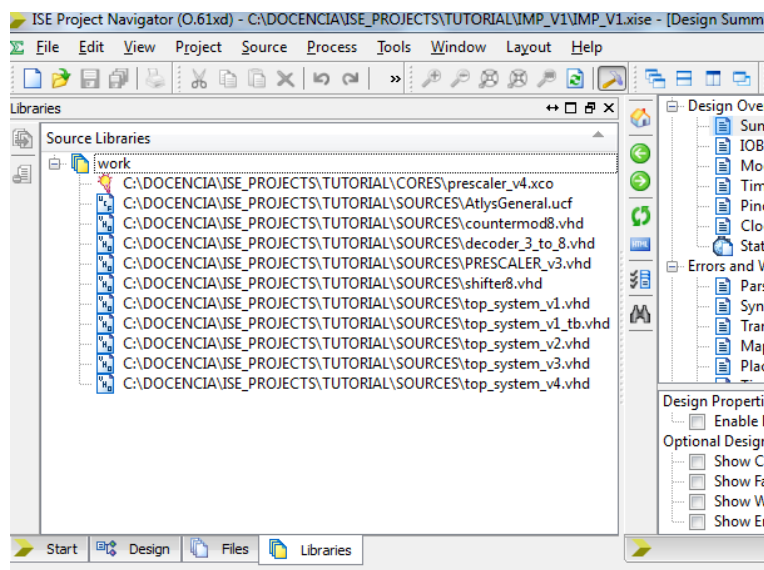 ISE Project Navigator (O.61xd) - C:\DOCENCIA\ISE_PROJECTS\TUTORIAL\IMP_V1\IMP_V1.xise - [Design Summ
File Edit View Project Source Process Tools Window Layout Help
Libraries
Source Libraries
work
C:\DOCENCIA\ISE_PROJECTS\TUTORIAL\CORES\prescaler_v4.xco
C:\DOCENCIA\ISE_PROJECTS\TUTORIAL\SOURCES\AtlysGeneral.ucf
C:\DOCENCIA\ISE_PROJECTS\TUTORIAL\SOURCES\countermod8.vhd
C:\DOCENCIA\ISE_PROJECTS\TUTORIAL\SOURCES\decoder_3_to_8.vhd
C:\DOCENCIA\ISE_PROJECTS\TUTORIAL\SOURCES\PRESCALER_v3.vhd
C:\DOCENCIA\ISE_PROJECTS\TUTORIAL\SOURCES\shifter8.vhd
C:\DOCENCIA\ISE_PROJECTS\TUTORIAL\SOURCES\top_system_v1.vhd
C:\DOCENCIA\ISE_PROJECTS\TUTORIAL\SOURCES\top_system_v1_tb.vhd
C:\DOCENCIA\ISE_PROJECTS\TUTORIAL\SOURCES\top_system_v2.vhd
C:\DOCENCIA\ISE_PROJECTS\TUTORIAL\SOURCES\top_system_v3.vhd
C:\DOCENCIA\ISE_PROJECTS\TUTORIAL\SOURCES\top_system_v4.vhd
Start Design Files Libraries
HTML
Design Ove
Sum
IOB
Mo
Tim
Pin
Clo
Stat
Errors and W
Pars
Syn
Tran
Map
Plac
Design Properti
Enable
Optional Desig
Show C
Show Fa
Show W
Show Er